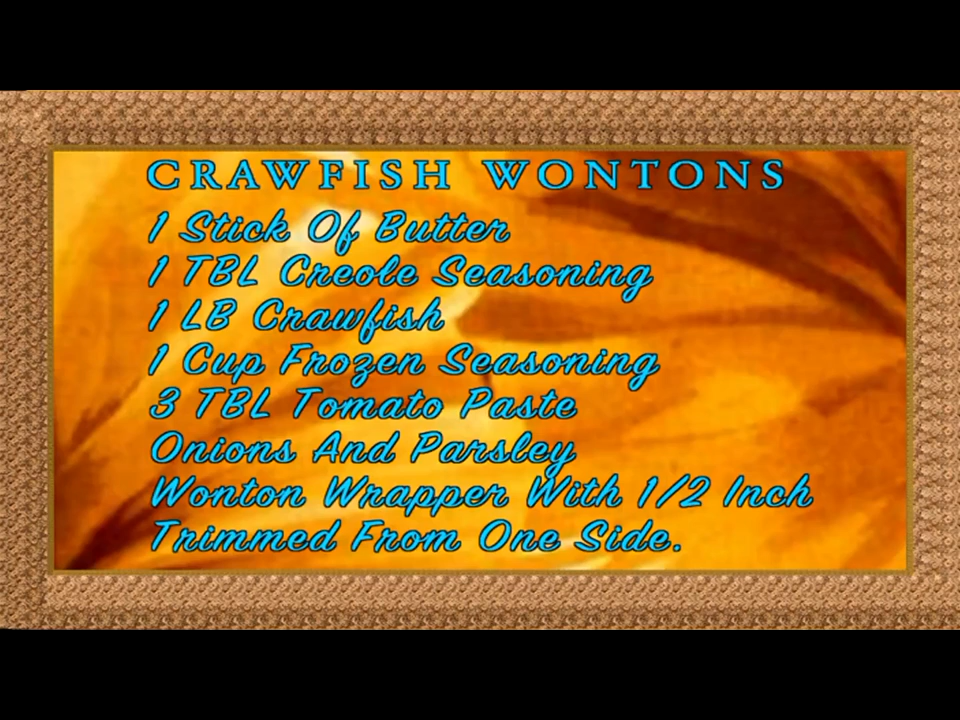 CRAWFISH WONTONS
1 Stick Of Butter
1 TBL Creole Seasoning
1 LB Crawfish
1 Cup Frozen Seasoning
3 TBL Tomato Paste
Onions And Parsley
Wonton Wrapper With 1/2 Inch
Trimmed From One Side.